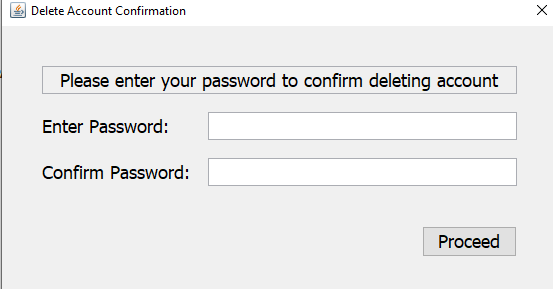 Delete Account Confirmation
Please enter your password to confirm deleting account
Enter Password:
Confirm Password:
Proceed